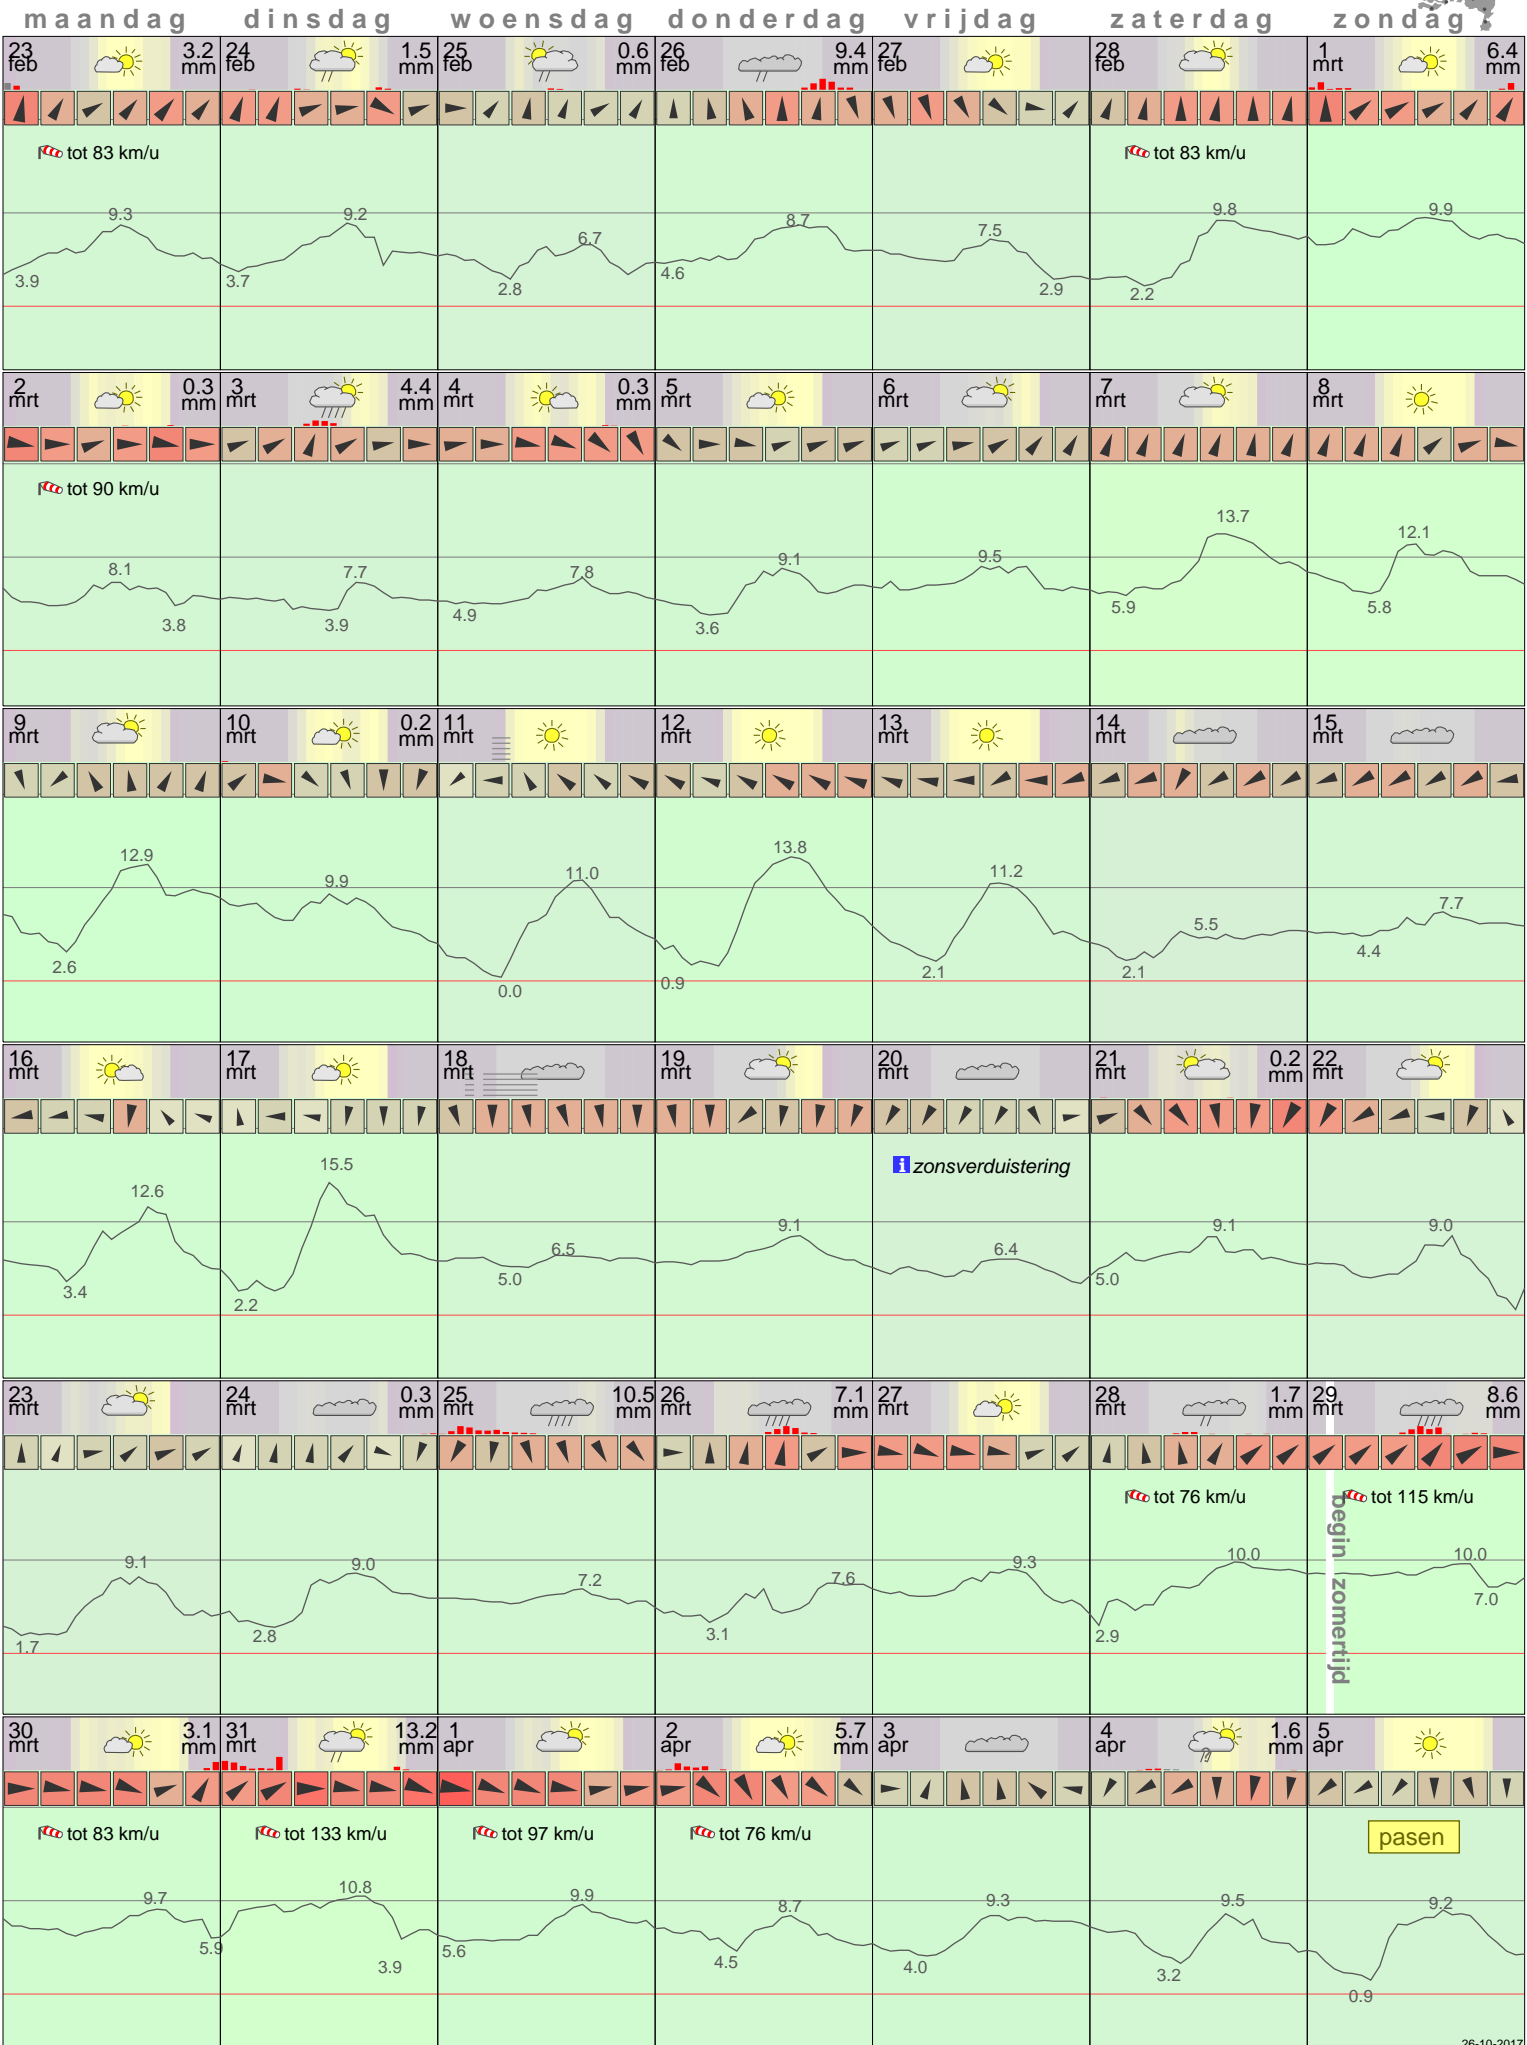 maandag dinsdag woensdag donderdag vrijdag zaterdag zondag
23 feb 3.2 mm 24 feb 1.5 mm 25 feb 0.6 mm 26 feb 9.4 mm 27 feb 28 feb 1 mrt 6.4 mm
tot 83 km/u tot 83 km/u
9.3 9.2 6.7 8.7 7.5 9.8 9.9
3.9 3.7 2.8 4.6 2.9 2.2
2 mrt 0.3 mm 3 mrt 4.4 mm 4 mrt 0.3 mm 5 mrt 6 mrt 7 mrt 8 mrt
tot 90 km/u
8.1 7.7 7.8 9.1 9.5 13.7 12.1
3.8 3.9 4.9 3.6 5.9 5.8
9 mrt 10 mrt 0.2 mm 11 mrt 12 mrt 13 mrt 14 mrt 15 mrt
12.9 9.9 11.0 13.8 11.2 5.5 7.7
2.6 0.0 0.9 2.1 2.1 4.4
16 mrt 17 mrt 18 mrt 19 mrt 20 mrt 21 mrt 0.2 mm 22 mrt
i zonsverduistering
12.6 15.5 6.5 9.1 6.4 9.1 9.0
3.4 2.2 5.0 5.0
23 mrt 24 mrt 0.3 mm 25 mrt 10.5 mm 26 mrt 7.1 mm 27 mrt 28 mrt 1.7 mm 29 mrt 8.6 mm
tot 76 km/u tot 115 km/u
begin zomertijd
9.1 9.0 7.2 7.6 9.3 10.0 10.0
1.7 2.8 3.1 2.9 7.0
30 mrt 3.1 mm 31 mrt 13.2 mm 1 apr 2 apr 5.7 mm 3 apr 4 apr 1.6 mm 5 apr
tot 83 km/u tot 133 km/u tot 97 km/u tot 76 km/u pasen
9.7 10.8 9.9 8.7 9.3 9.5 9.2
5.9 3.9 5.6 4.5 4.0 3.2 0.9
26-10-2017